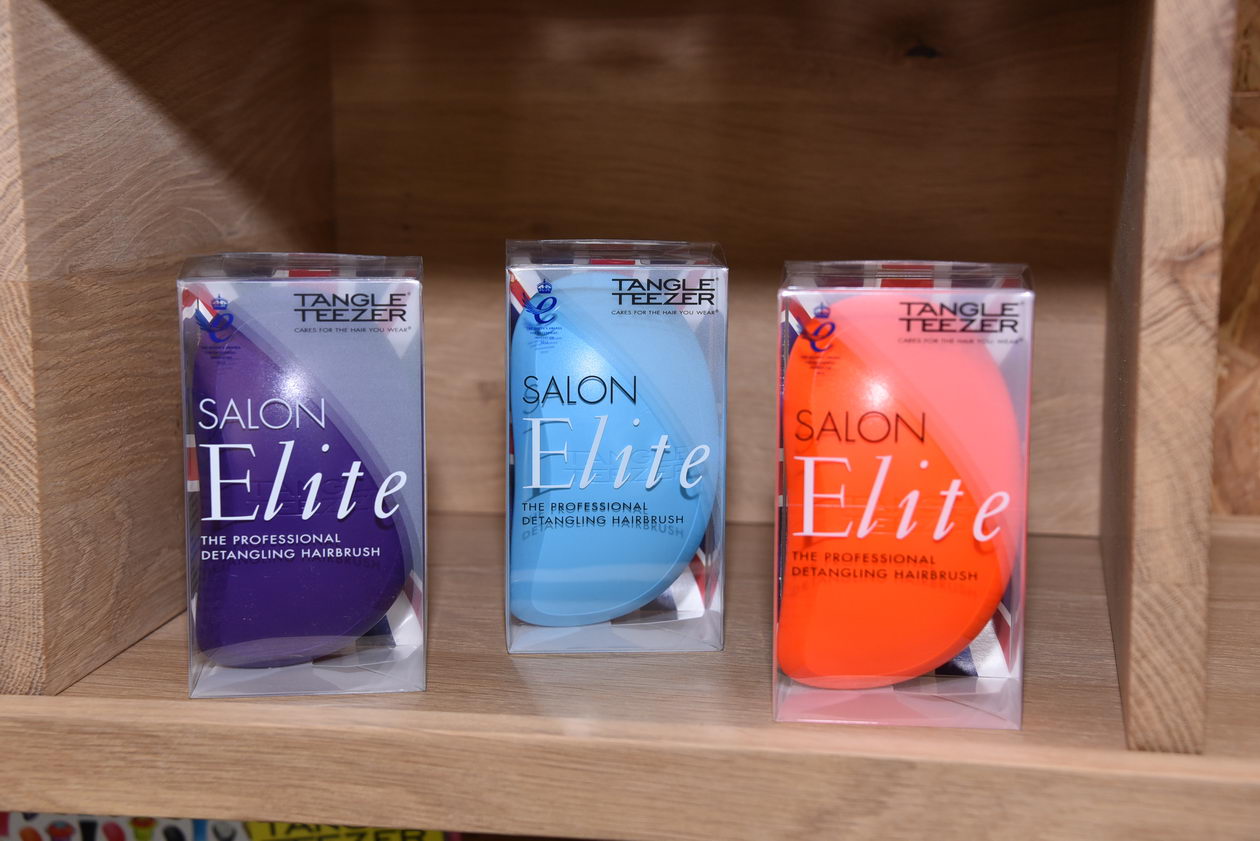 TANGLE
TEEZER
CARES FOR THE HAIR YOU WEAR
SALON
Elite
THE PROFESSIONAL
DETANGLING HAIRBRUSH
TANGLE
TEEZER
CARES FOR THE HAIR YOU WEAR
SALON
Elite
THE PROFESSIONAL
DETANGLING HAIRBRUSH
TANGLE
TEEZER
CARES FOR THE HAIR YOU WEAR
SALON
Elite
THE PROFESSIONAL
DETANGLING HAIRBRUSH
TANGLE
TEEZER